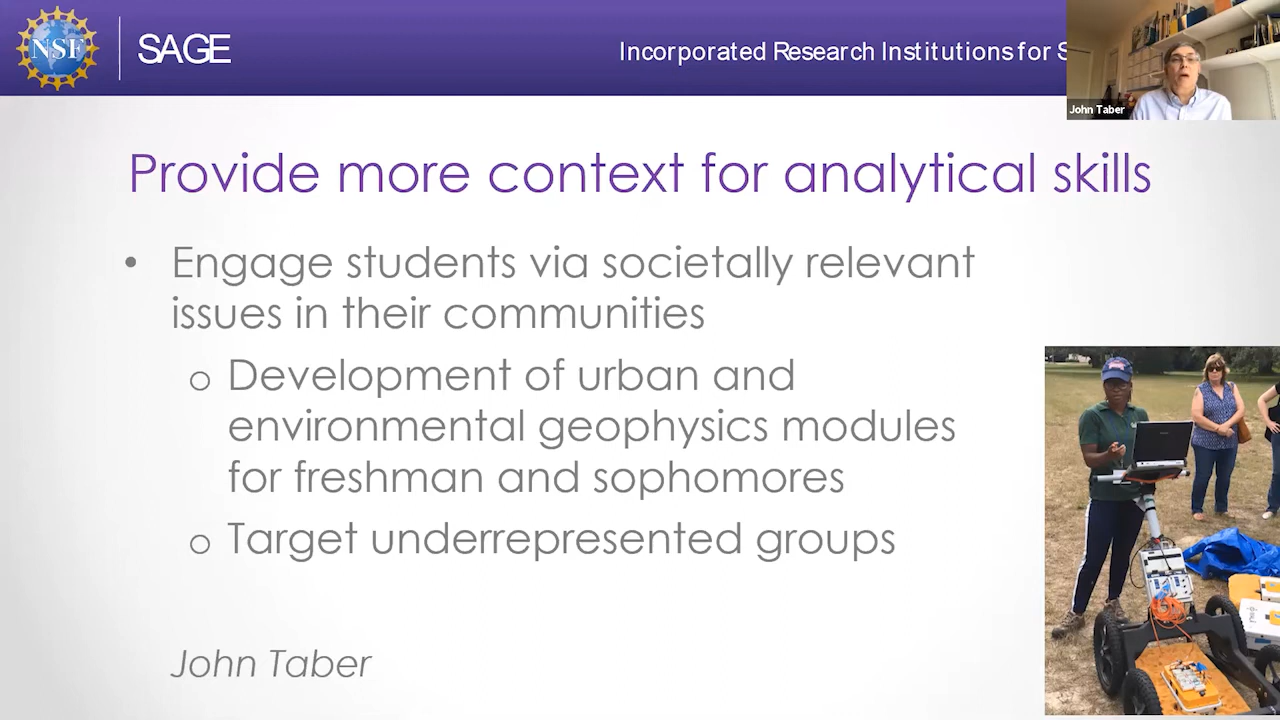 NSF
SAGE
Incorporated Research Institutions for S
John Taber
Provide more context for analytical skills
• Engage students via societally relevant
issues in their communities
o Development of urban and
environmental geophysics modules
for freshman and sophomores
o Target underrepresented groups
John Taber